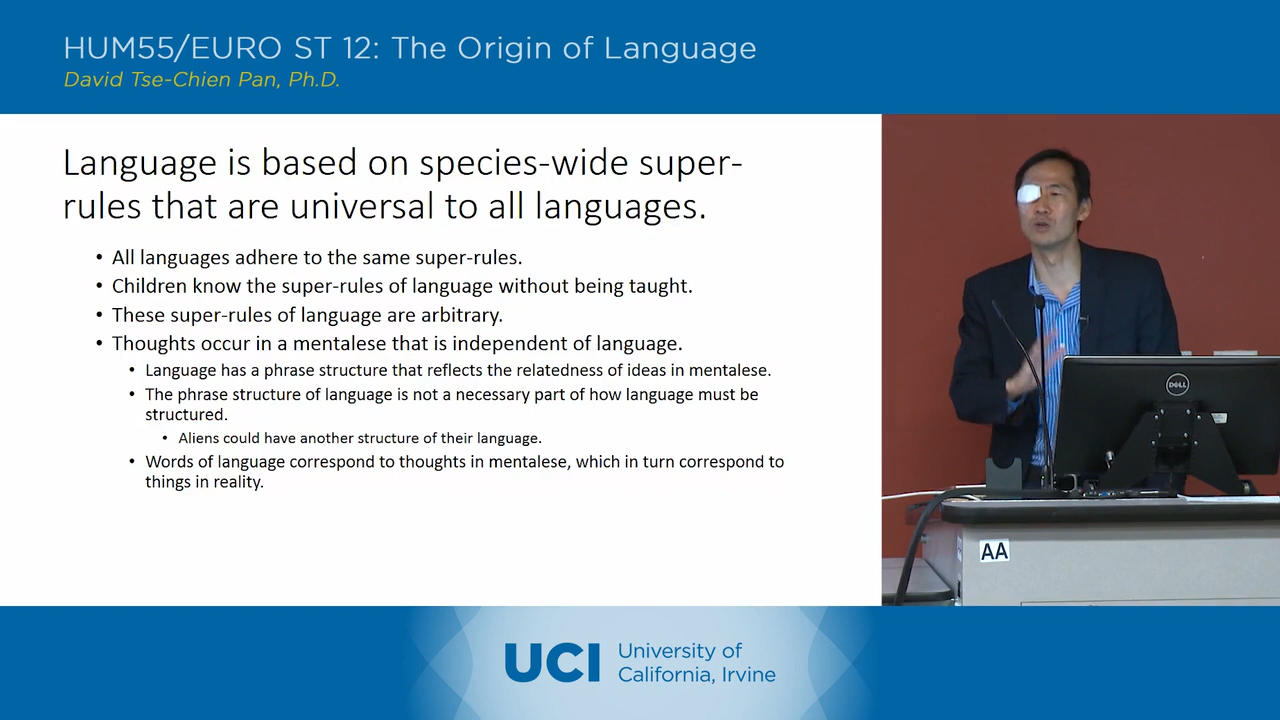 HUM55/EURO ST 12: The Origin of Language
David Tse-Chien Pan, Ph.D.
Language is based on species-wide super-
rules that are universal to all languages.
• All languages adhere to the same super-rules.
• Children know the super-rules of language without being taught.
• These super-rules of language are arbitrary.
• Thoughts occur in a mentalese that is independent of language.
• Language has a phrase structure that reflects the relatedness of ideas in mentalese.
• The phrase structure of language is not a necessary part of how language must be
structured.
• Aliens could have another structure of their language.
• Words of language correspond to thoughts in mentalese, which in turn correspond to
things in reality.
DELL
AA
UCI University of
California, Irvine